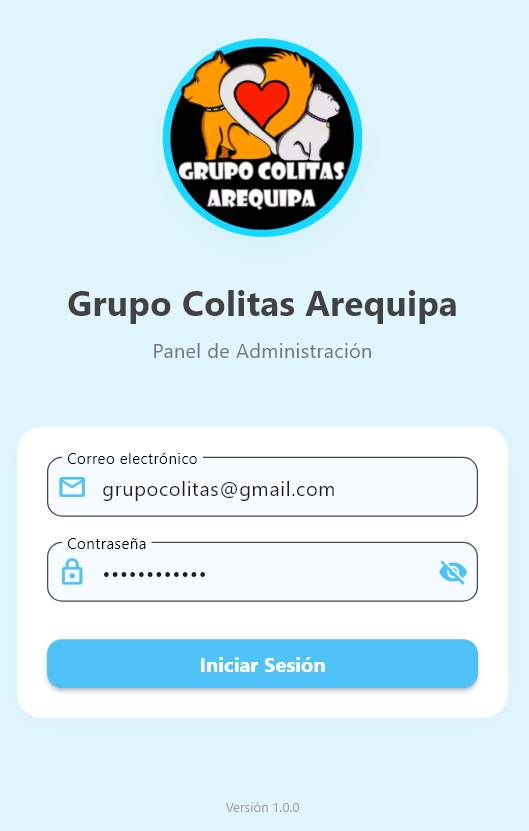 GRUPO COLITAS
AREQUIPA
Grupo Colitas Arequipa
Panel de Administración
Correo electrónico
grupocolitas@gmail.com
Contraseña
••••••••••••
Iniciar Sesión
Versión 1.0.0